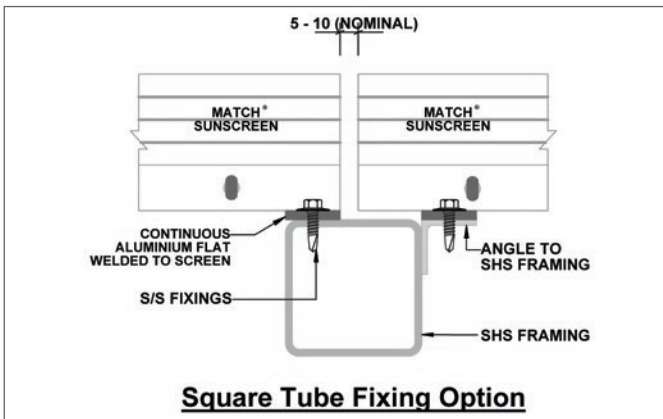 5 - 10 (NOMINAL)
MATCH®
SUNSCREEN
MATCH®
SUNSCREEN
CONTINUOUS
ALUMINIUM FLAT
WELDED TO SCREEN
ANGLE TO
SHS FRAMING
S/S FIXINGS
SHS FRAMING
Square Tube Fixing Option